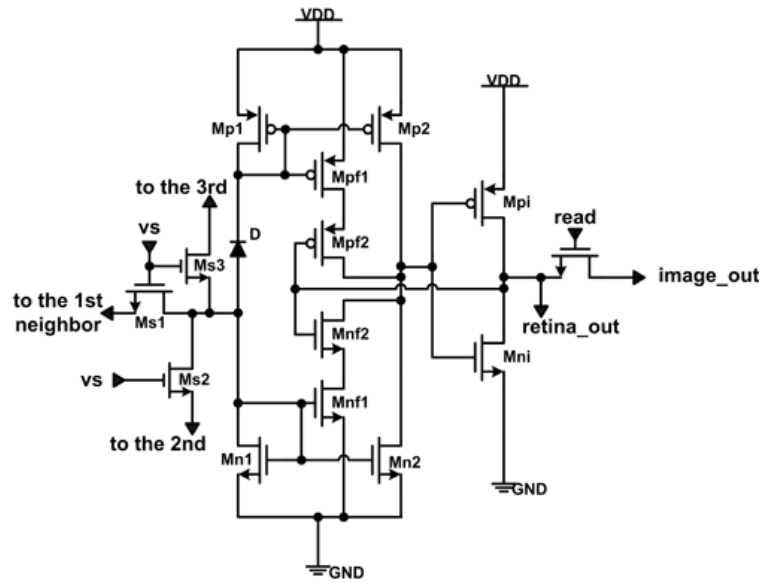 VDD
VDD
Mp1
Mp2
Mpf1
to the 3rd
Mpi
vs
D
Mpf2
read
Ms3
to the 1st
neighbor
Ms1
image_out
retina_out
Mnf2
vs
Ms2
Mni
Mnf1
to the 2nd
Mn1
Mn2
GND
GND